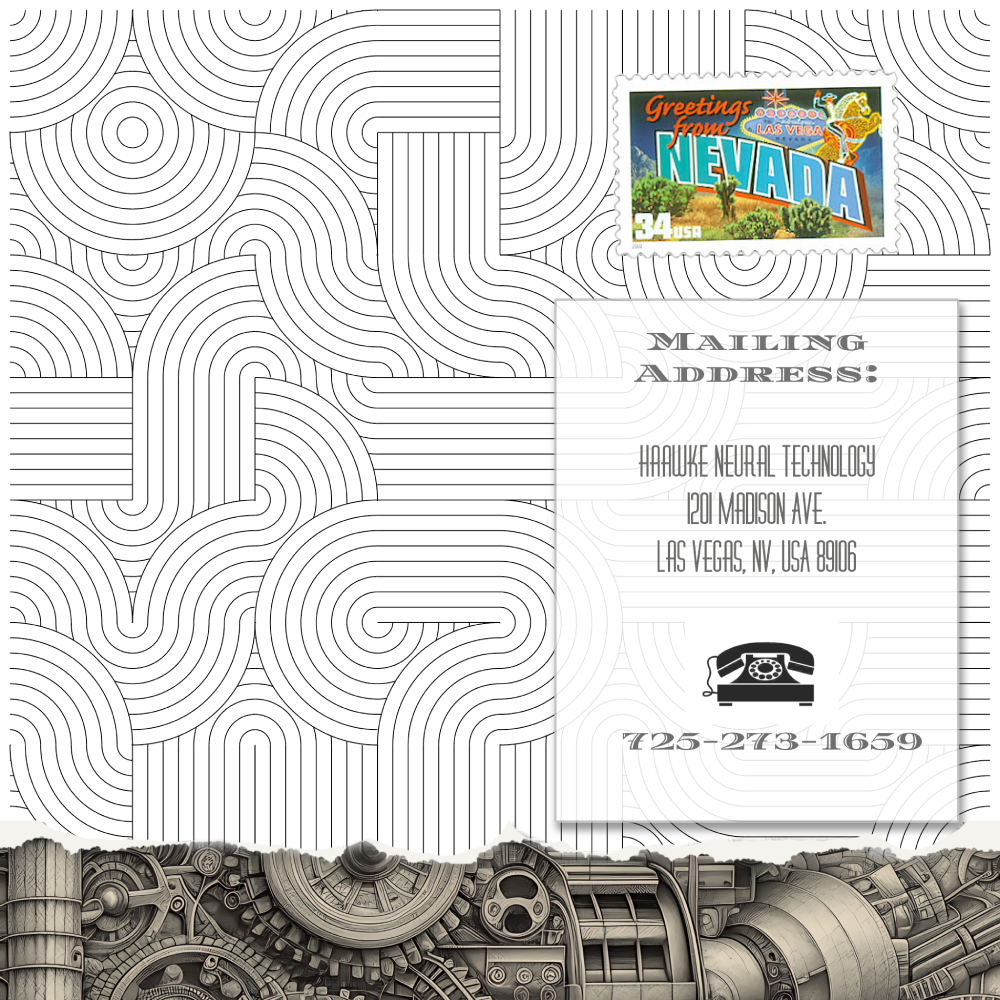 Greetings
from
LAS VEGAS
NEVADA
NEVADA
34 USA
Mailing
Address:
HAAWKE NEURAL TECHNOLOGY
1201 MADISON AVE.
LAS VEGAS, NV, USA 89106
725-273-1659